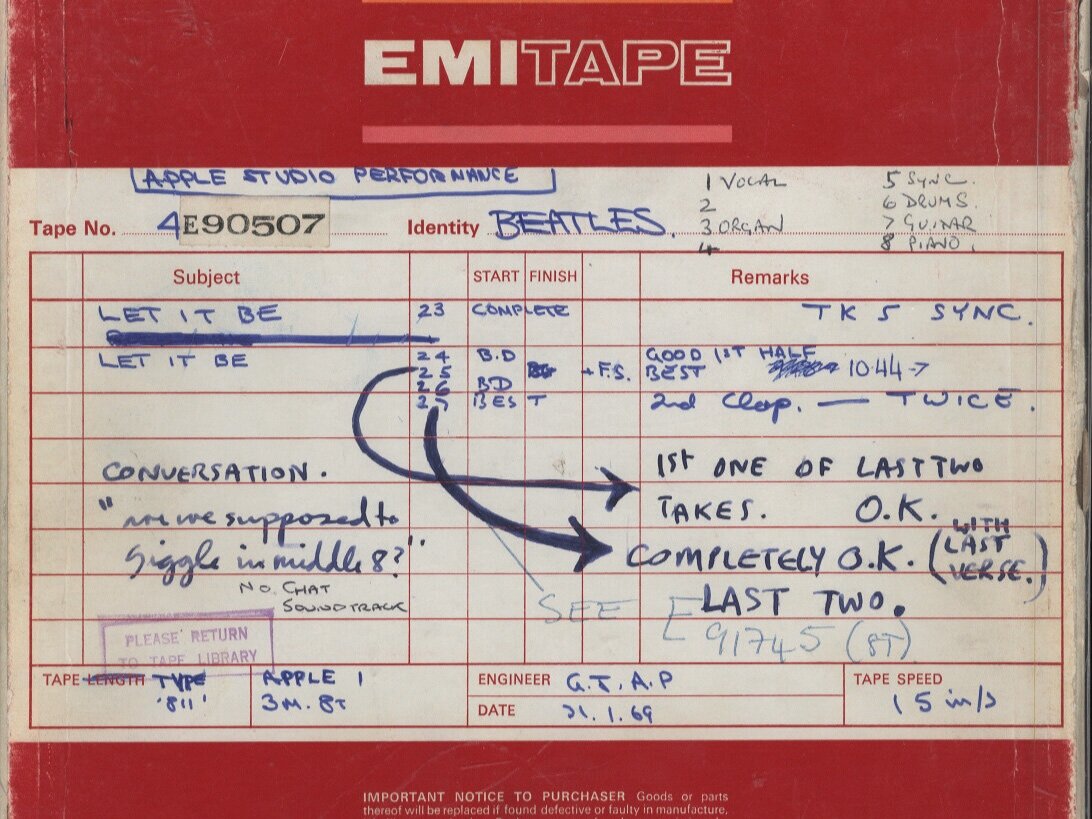 EMITAPE
APPLE STUDIO PERFORMANCE
1 VOCAL 5 SYNC.
2 6 DRUMS.
Tape No. 4E90507 Identity BEATLES. 3 ORGAN 7 GUITAR
4 8 PIANO.
Subject START FINISH Remarks
LET IT BE 23 COMPLETE TK 5 SYNC.
LET IT BE 24 B.D GOOD 1ST HALF
25 + F.S. BEST 10.44 →
26 BD
27 BEST 2nd Clap. — TWICE.
CONVERSATION. 1ST ONE OF LAST TWO
"are we supposed to TAKES. O.K.
giggle in middle 8?" COMPLETELY O.K. (WITH LAST VERSE.)
NO CHAT
SOUNDTRACK
SEE [LAST TWO.
91745 (8T)
PLEASE RETURN
TO TAPE LIBRARY
TAPE LENGTH TYPE APPLE 1 ENGINEER G.J.A.P TAPE SPEED
'811' 3M. 8T DATE 31.1.69 15 in/s
IMPORTANT NOTICE TO PURCHASER Goods or parts
thereof will be replaced if found defective or faulty in manufacture,